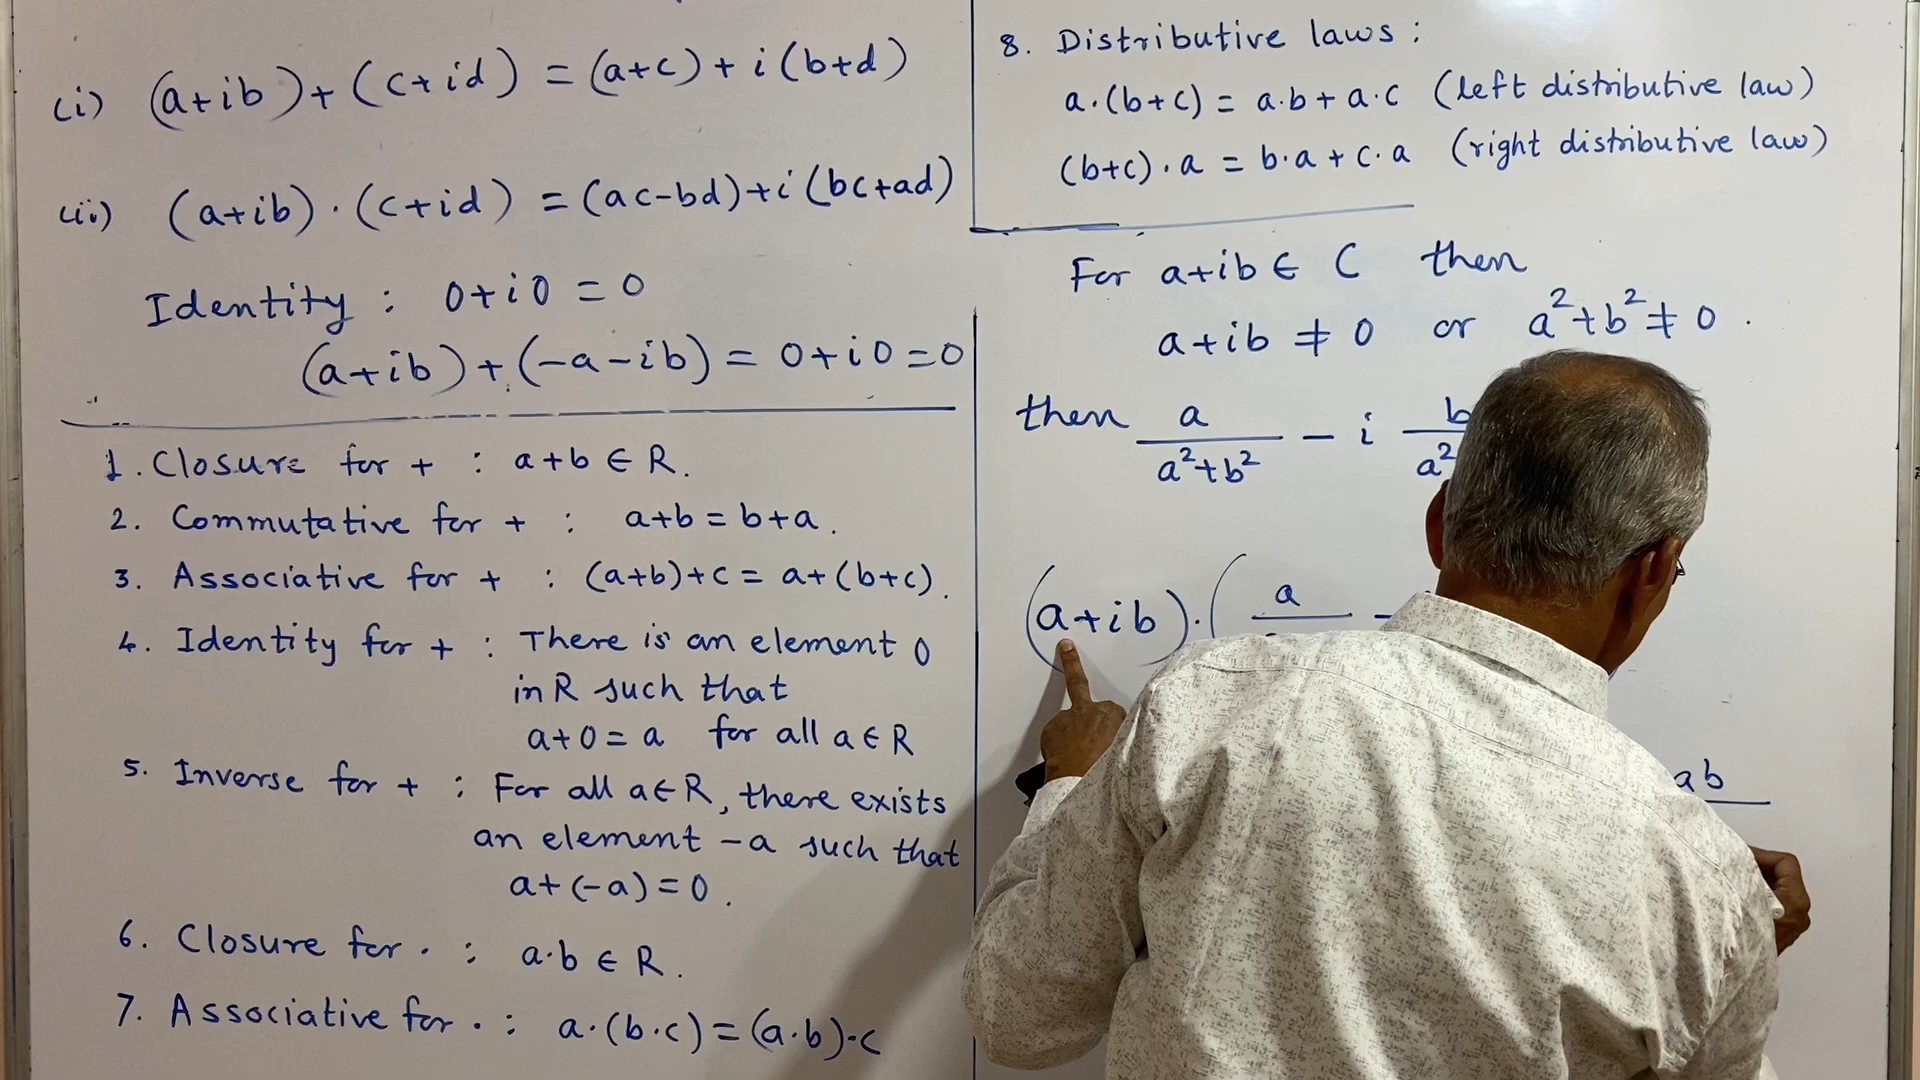 (i) (a+ib)+(c+id) = (a+c)+i(b+d)
(ii) (a+ib)·(c+id) = (ac-bd)+i(bc+ad)
Identity : 0+i0 = 0
(a+ib)+(-a-ib) = 0+i0=0
1. Closure for + : a+b ∈ R.
2. Commutative for + : a+b = b+a.
3. Associative for + : (a+b)+c = a+(b+c).
4. Identity for + : There is an element 0
in R such that
a+0 = a for all a ∈ R
5. Inverse for + : For all a∈R, there exists
an element -a such that
a+(-a)=0.
6. Closure for · : a·b ∈ R.
7. Associative for · : a·(b·c) = (a·b)·c
8. Distributive laws :
a·(b+c) = a·b+a·c (left distributive law)
(b+c)·a = b·a+c·a (right distributive law)
For a+ib ∈ C then
a+ib ≠ 0 or a²+b² ≠ 0.
then a/(a²+b²) - i b/a²
(a+ib)·(a -
ab